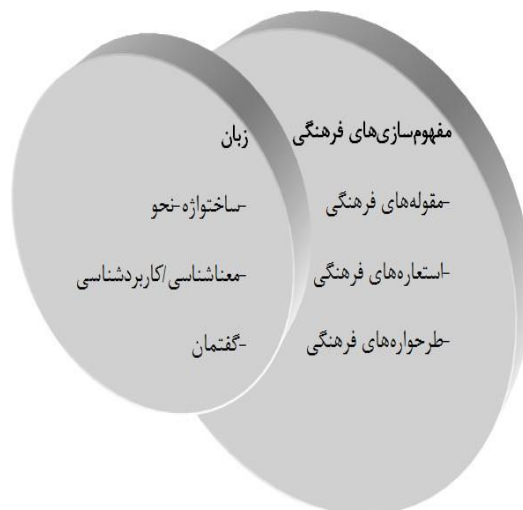 مفهوم‌سازی‌های فرهنگی
-مقوله‌های فرهنگی
-استعاره‌های فرهنگی
-طرحواره‌های فرهنگی
زبان
-ساختواژه-نحو
-معناشناسی/کاربردشناسی
-گفتمان